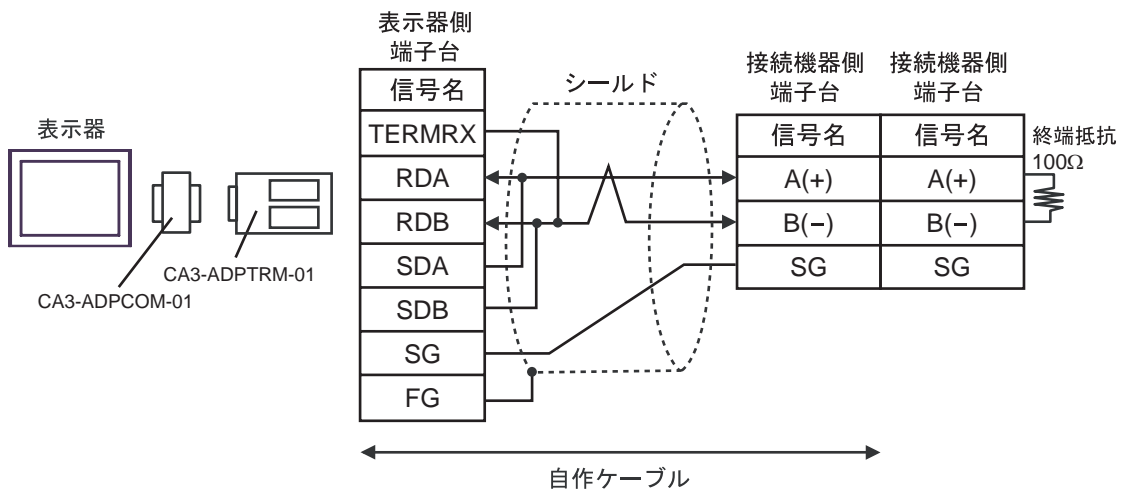 表示器
CA3-ADPCOM-01
CA3-ADPTRM-01
表示器側
端子台
信号名
TERMRX
RDA
RDB
SDA
SDB
SG
FG
シールド
接続機器側
端子台
信号名
A(+)
B(−)
SG
接続機器側
端子台
信号名
A(+)
B(−)
SG
終端抵抗
100Ω
自作ケーブル